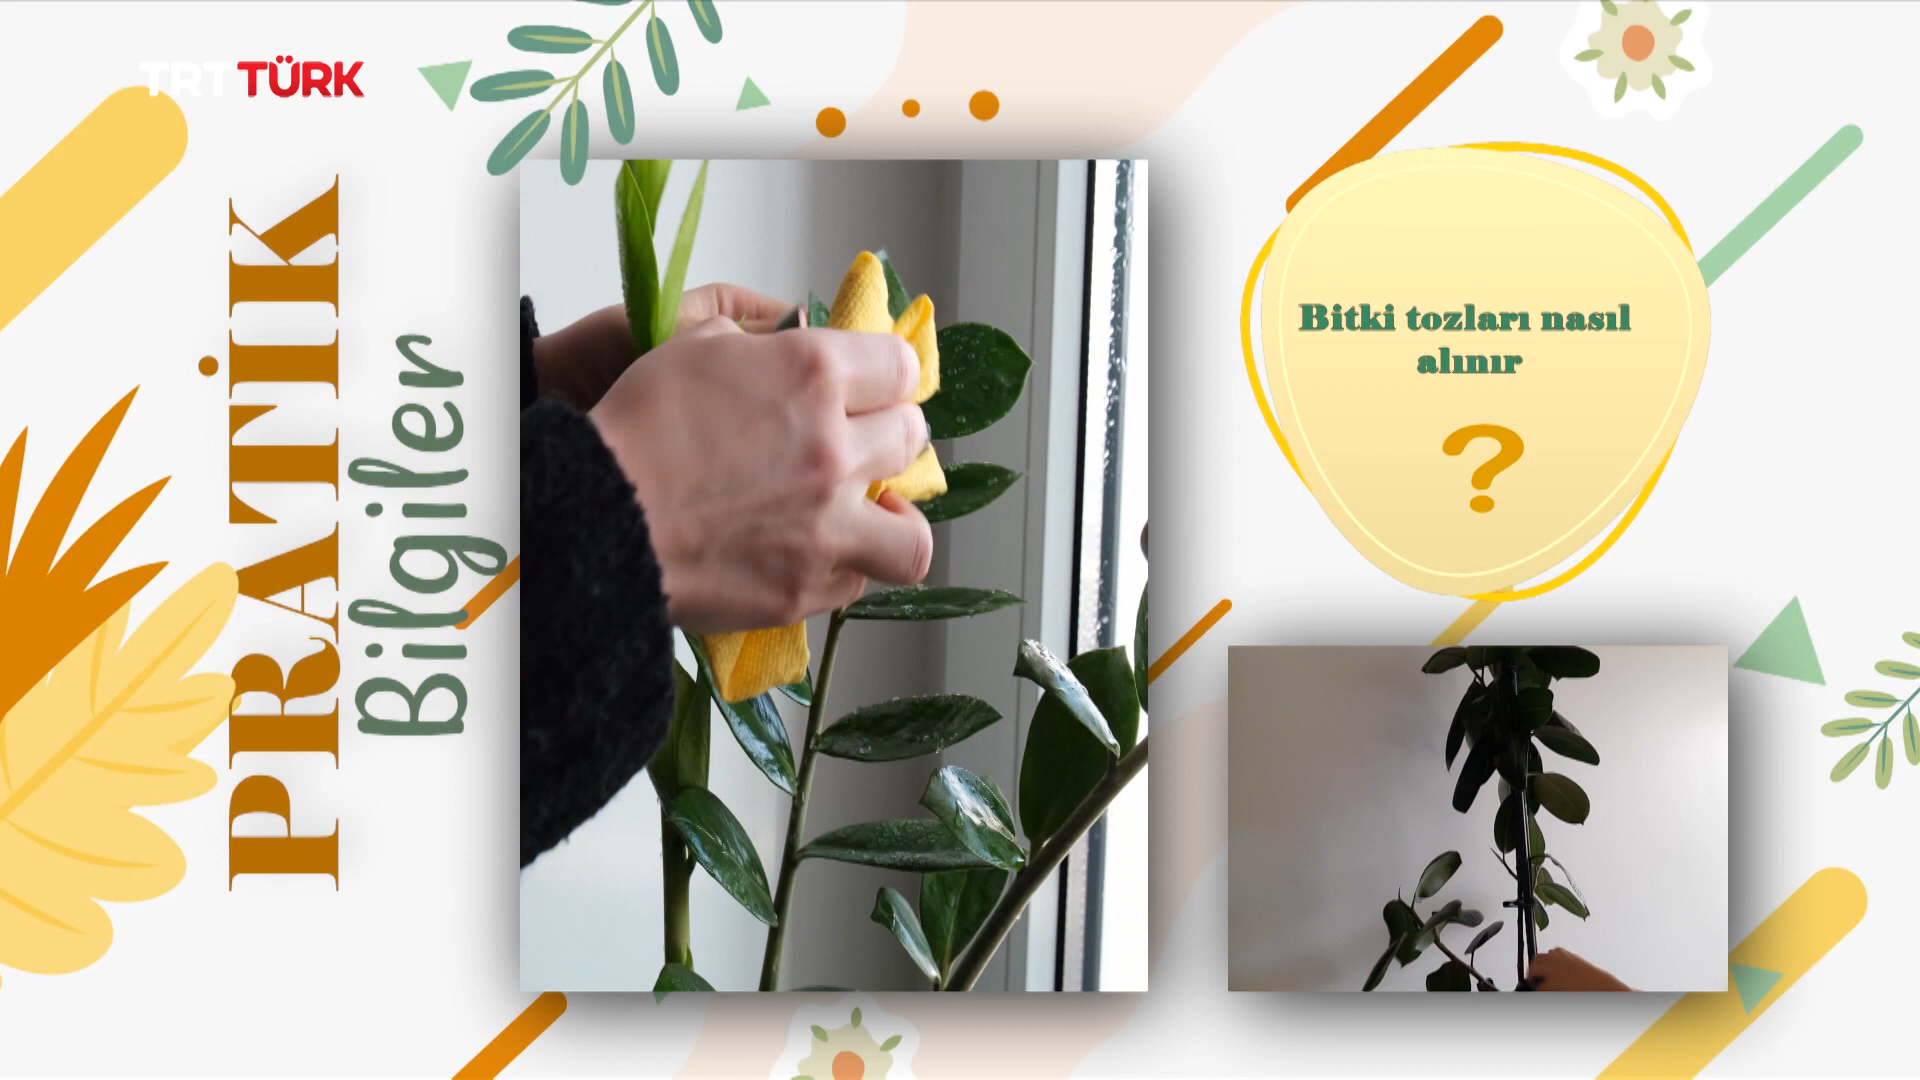 TRT TÜRK
PRATİK
Bilgiler
Bitki tozları nasıl
alınır
?